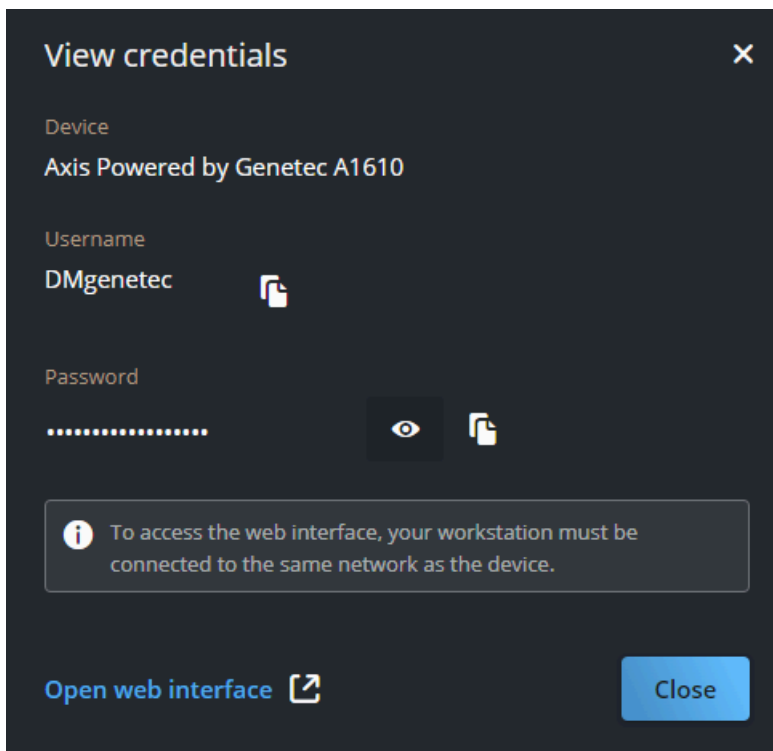 View credentials
Device
Axis Powered by Genetec A1610
Username
DMgenetec
Password
••••••••••••••••••
To access the web interface, your workstation must be
connected to the same network as the device.
Open web interface
Close